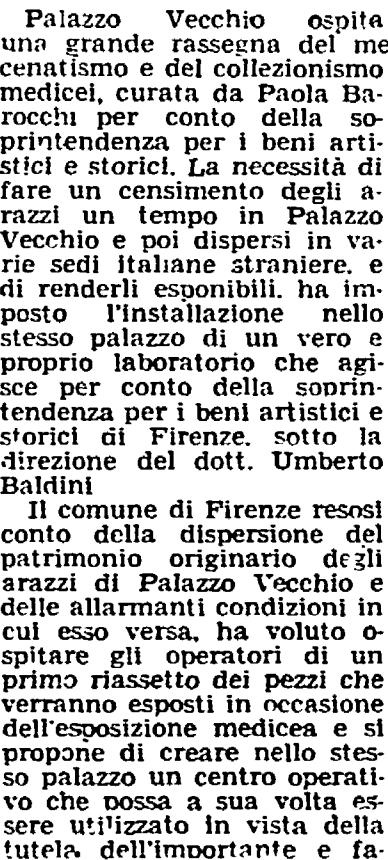 Palazzo Vecchio ospita
una grande rassegna del me
cenatismo e del collezionismo
medicei, curata da Paola Ba-
rocchi per conto della so-
printendenza per i beni arti-
stici e storici. La necessità di
fare un censimento degli a-
razzi un tempo in Palazzo
Vecchio e poi dispersi in va-
rie sedi italiane straniere. e
di renderli esponibili. ha im-
posto l'installazione nello
stesso palazzo di un vero e
proprio laboratorio che agi-
sce per conto della soprin-
tendenza per i beni artistici e
storici di Firenze. sotto la
direzione del dott. Umberto
Baldini
Il comune di Firenze resosi
conto della dispersione del
patrimonio originario degli
arazzi di Palazzo Vecchio e
delle allarmanti condizioni in
cui esso versa, ha voluto o-
spitare gli operatori di un
primo riassetto dei pezzi che
verranno esposti in occasione
dell'esposizione medicea e si
propone di creare nello stes-
so palazzo un centro operati-
vo che possa a sua volta es-
sere utilizzato in vista della
tutela. dell'importante e fa-